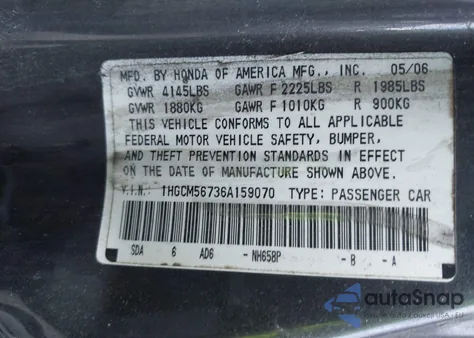 MFD. BY HONDA OF AMERICA MFG., INC. 05/06
GVWR 4145LBS GAWR F 2225LBS R 1985LBS
GVWR 1880KG GAWR F 1010KG R 900KG
THIS VEHICLE CONFORMS TO ALL APPLICABLE
FEDERAL MOTOR VEHICLE SAFETY, BUMPER,
AND THEFT PREVENTION STANDARDS IN EFFECT
ON THE DATE OF MANUFACTURE SHOWN ABOVE.
V.I.N.: 1HGCM56736A159070 TYPE: PASSENGER CAR
SDA 6 AD6 -NH658P -B -A
autoSnap